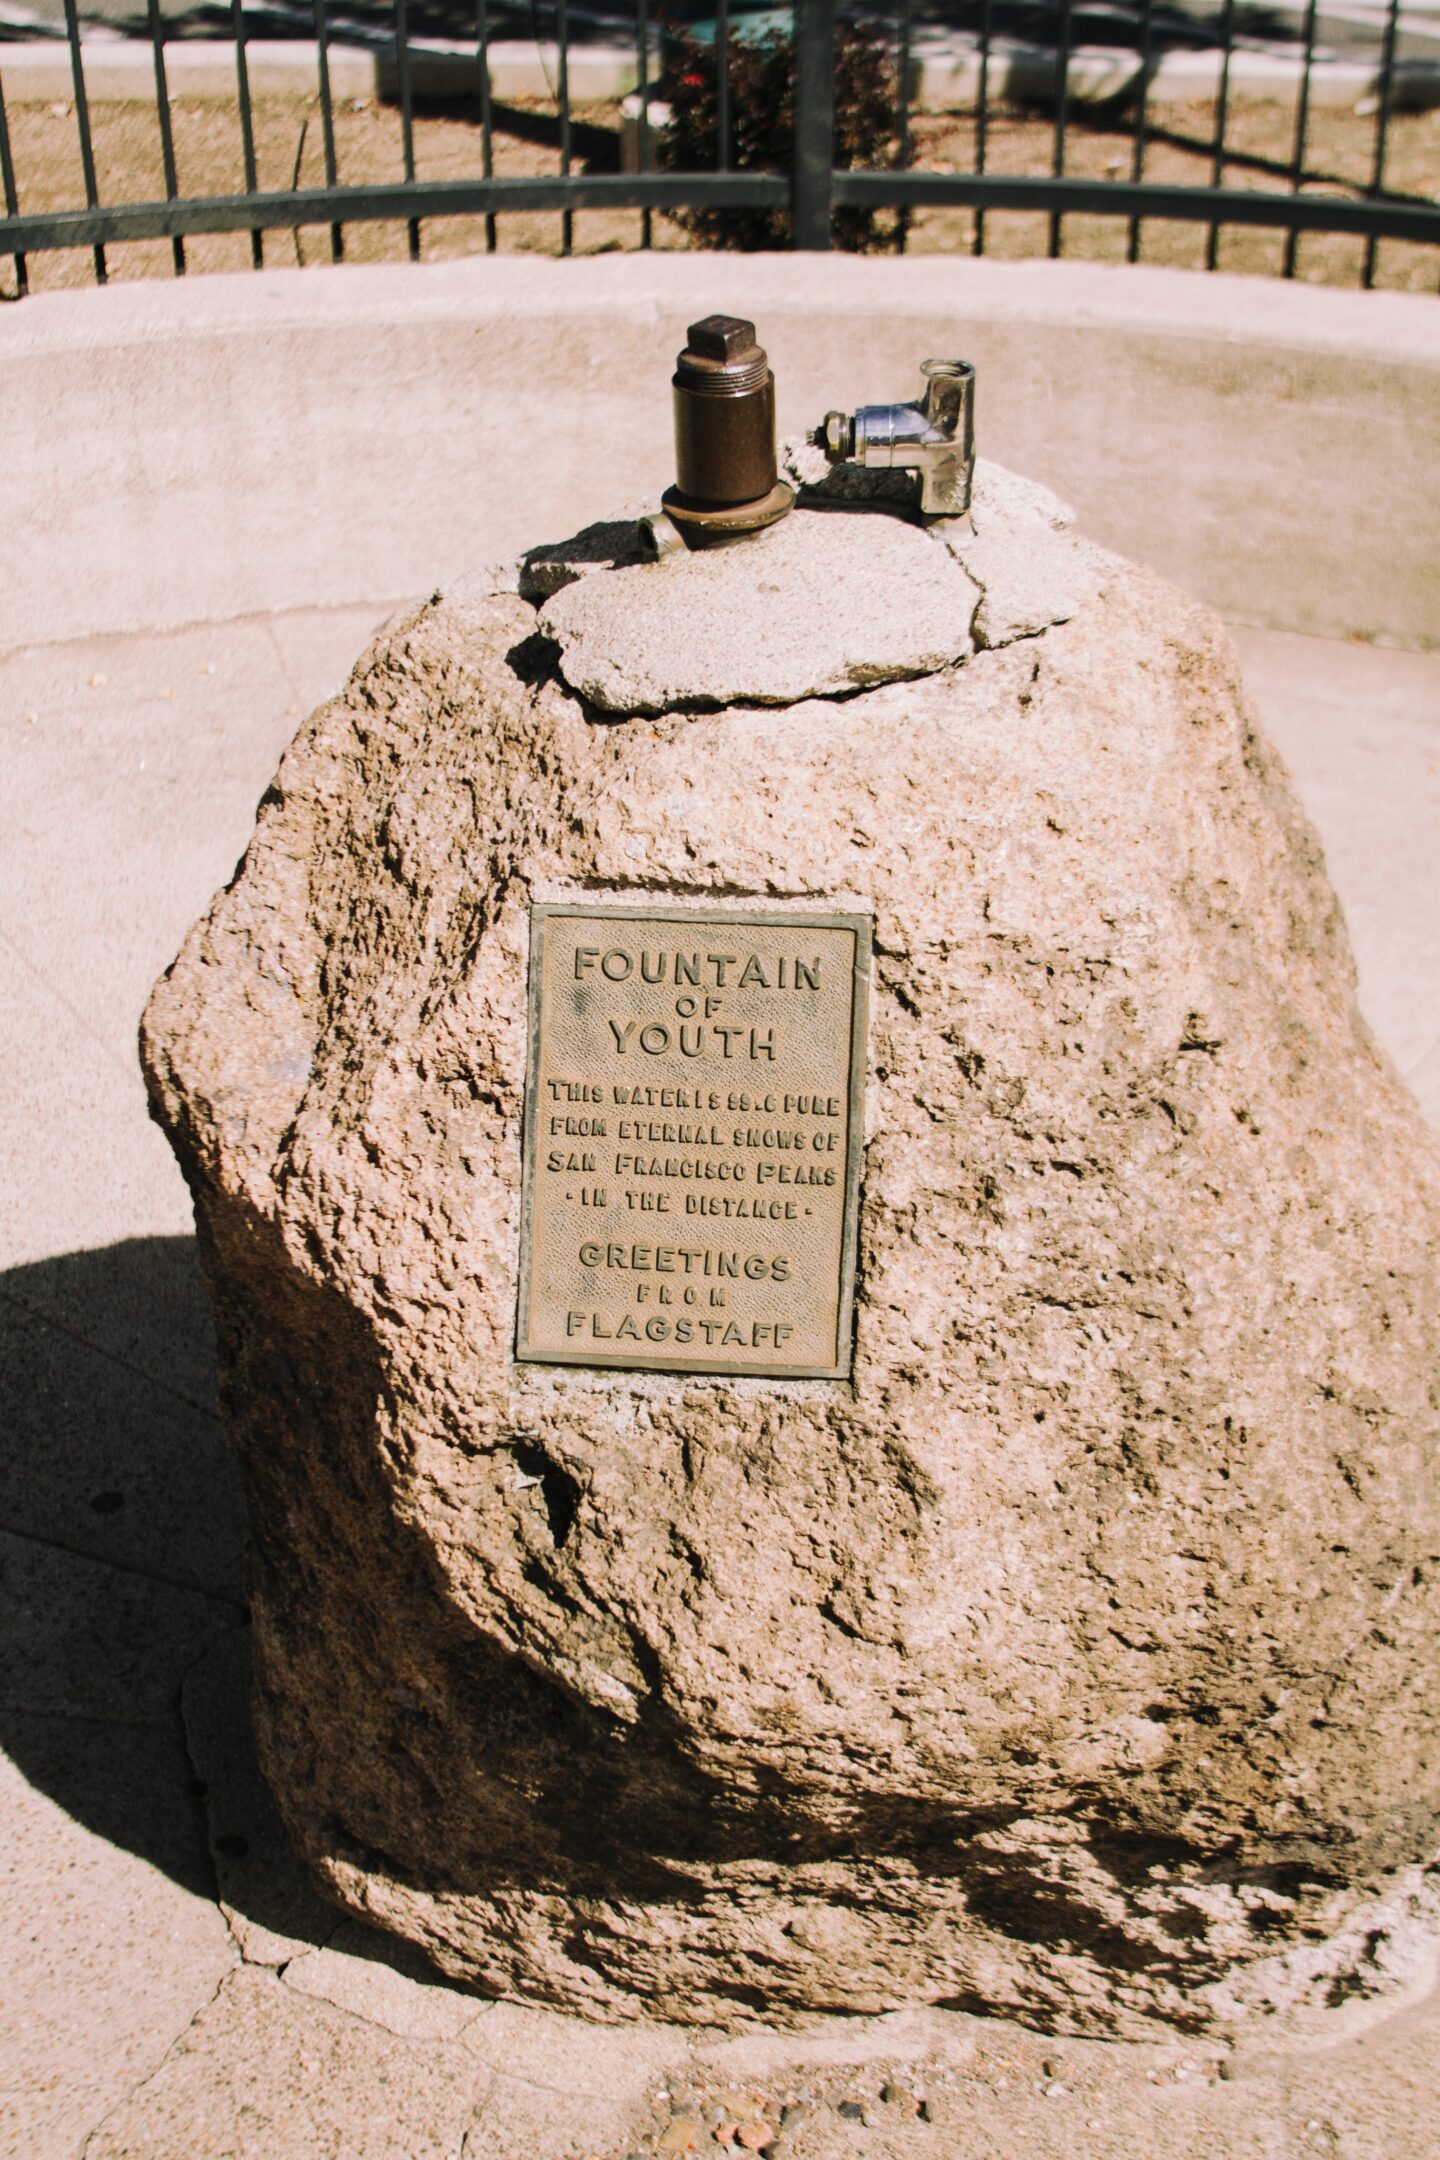 FOUNTAIN
OF
YOUTH
THIS WATER IS 99.6 PURE
FROM ETERNAL SNOWS OF
SAN FRANCISCO PEAKS
· IN THE DISTANCE ·
GREETINGS
FROM
FLAGSTAFF